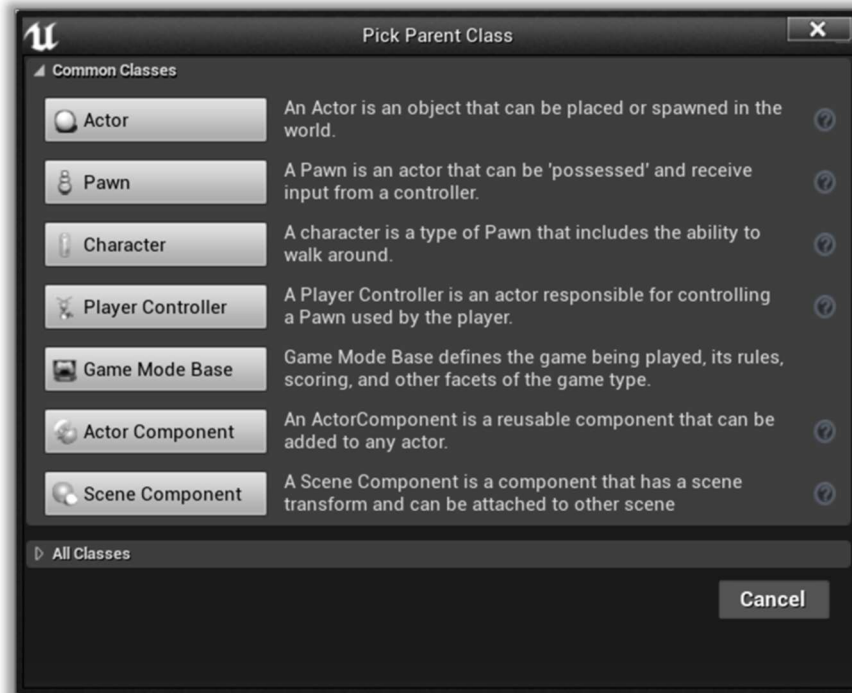 Pick Parent Class
Common Classes
Actor
An Actor is an object that can be placed or spawned in the
world.
Pawn
A Pawn is an actor that can be 'possessed' and receive
input from a controller.
Character
A character is a type of Pawn that includes the ability to
walk around.
Player Controller
A Player Controller is an actor responsible for controlling
a Pawn used by the player.
Game Mode Base
Game Mode Base defines the game being played, its rules,
scoring, and other facets of the game type.
Actor Component
An ActorComponent is a reusable component that can be
added to any actor.
Scene Component
A Scene Component is a component that has a scene
transform and can be attached to other scene
All Classes
Cancel